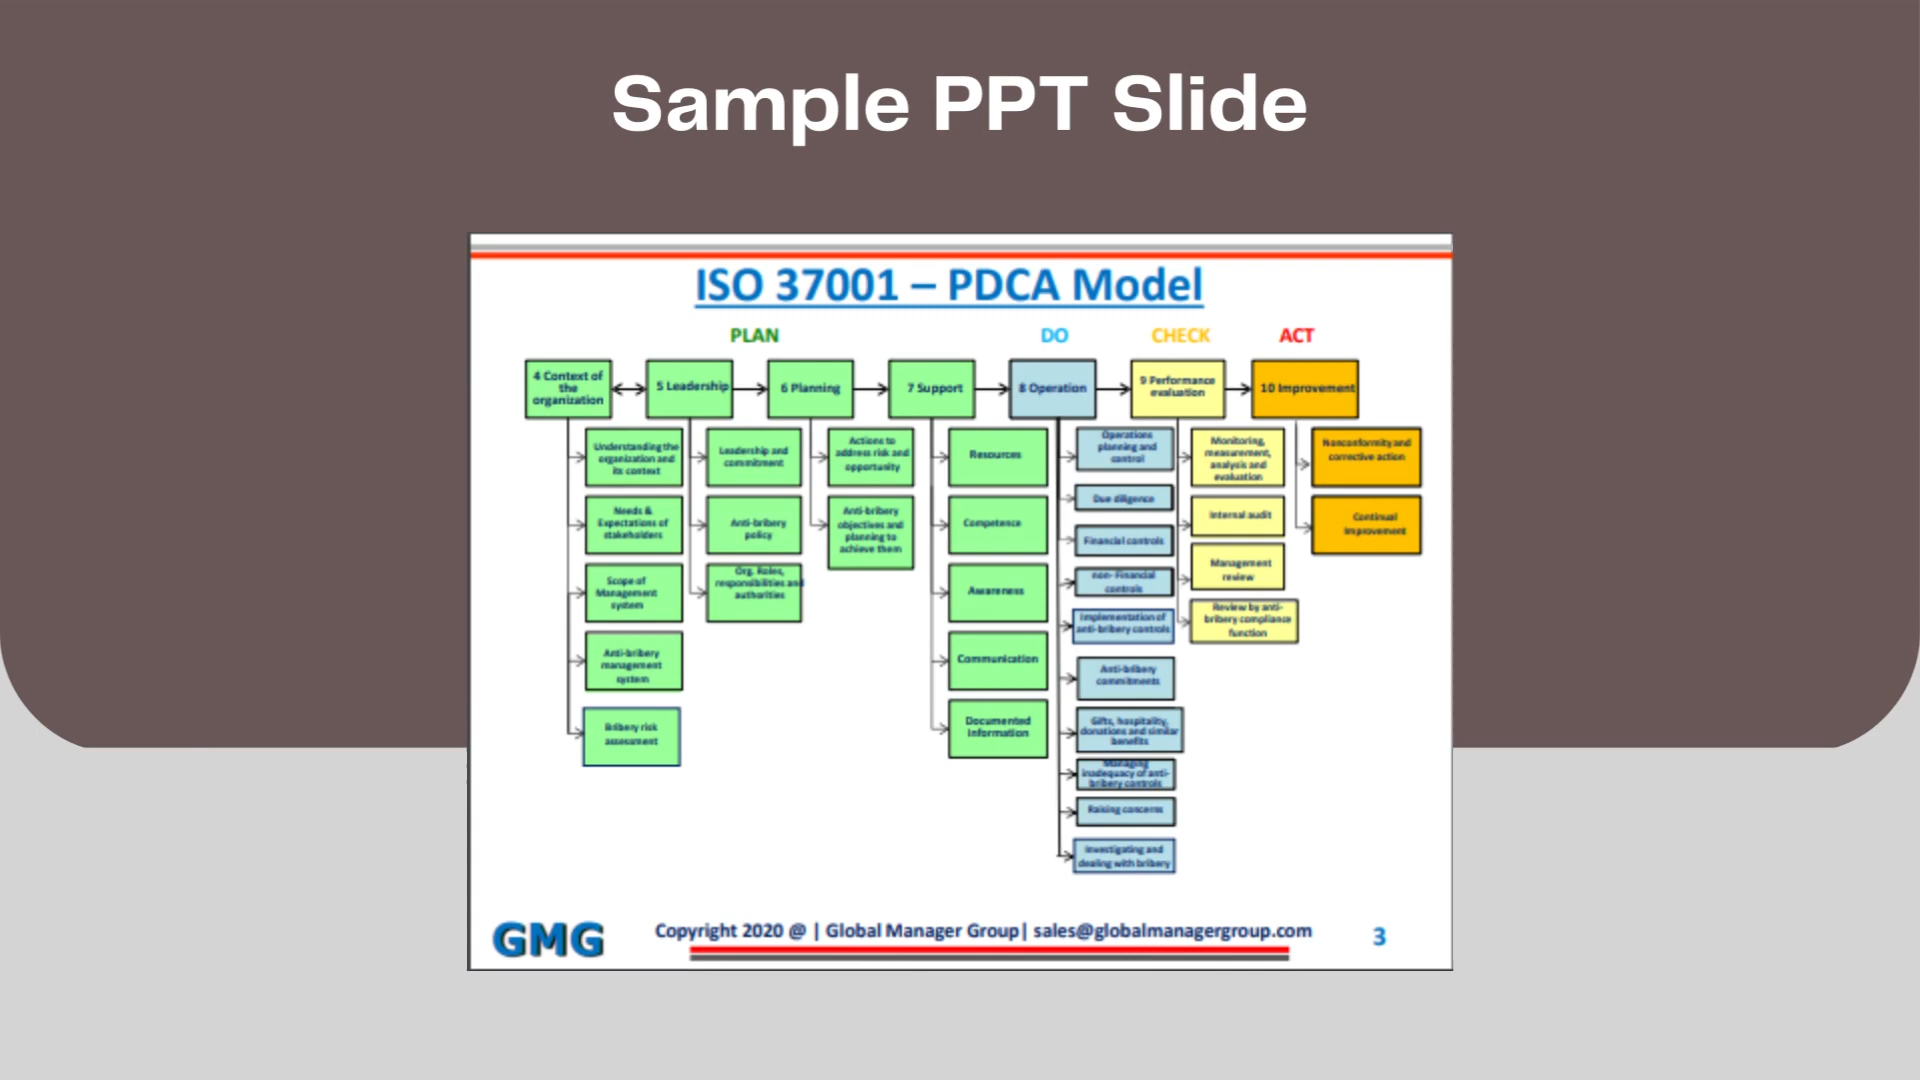 Sample PPT Slide
ISO 37001 – PDCA Model
PLAN
DO
CHECK
ACT
4 Context of
the
organization
5 Leadership
6 Planning
7 Support
8 Operation
9 Performance
evaluation
10 Improvement
Understanding the
organization and
its context
Needs &
Expectations of
stakeholders
Scope of
Management
system
Anti-bribery
management
system
Bribery risk
assessment
Leadership and
commitment
Anti-bribery
policy
Org. Roles,
responsibilities and
authorities
Actions to
address risk and
opportunity
Anti-bribery
objectives and
planning to
achieve them
Resources
Competence
Awareness
Communication
Documented
Information
Operations
planning and
control
Due diligence
Financial controls
non- Financial
controls
Implementation of
anti-bribery controls
Anti-bribery
commitments
Gifts, hospitality,
donations and similar
benefits
Managing
inadequacy of anti-
bribery controls
Raising concerns
Investigating and
dealing with bribery
Monitoring,
measurement,
analysis and
evaluation
Internal audit
Management
review
Review by anti-
bribery compliance
function
Nonconformity and
corrective action
Continual
Improvement
GMG
Copyright 2020 @ | Global Manager Group| sales@globalmanagergroup.com
3